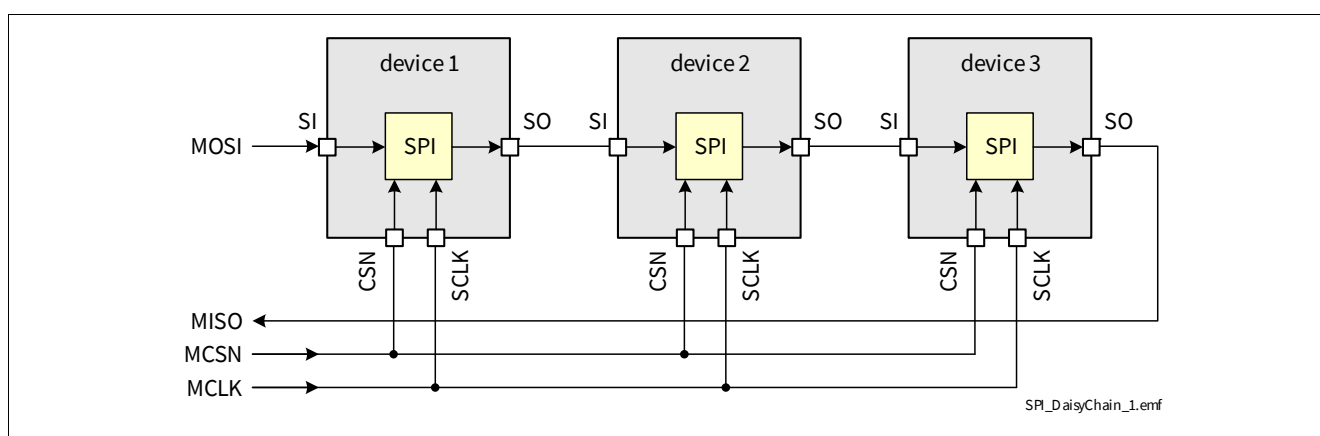 device 1
device 2
device 3
MOSI
SI
SPI
SO
SI
SPI
SO
SI
SPI
SO
CSN
SCLK
CSN
SCLK
CSN
SCLK
MISO
MCSN
MCLK
SPI_DaisyChain_1.emf